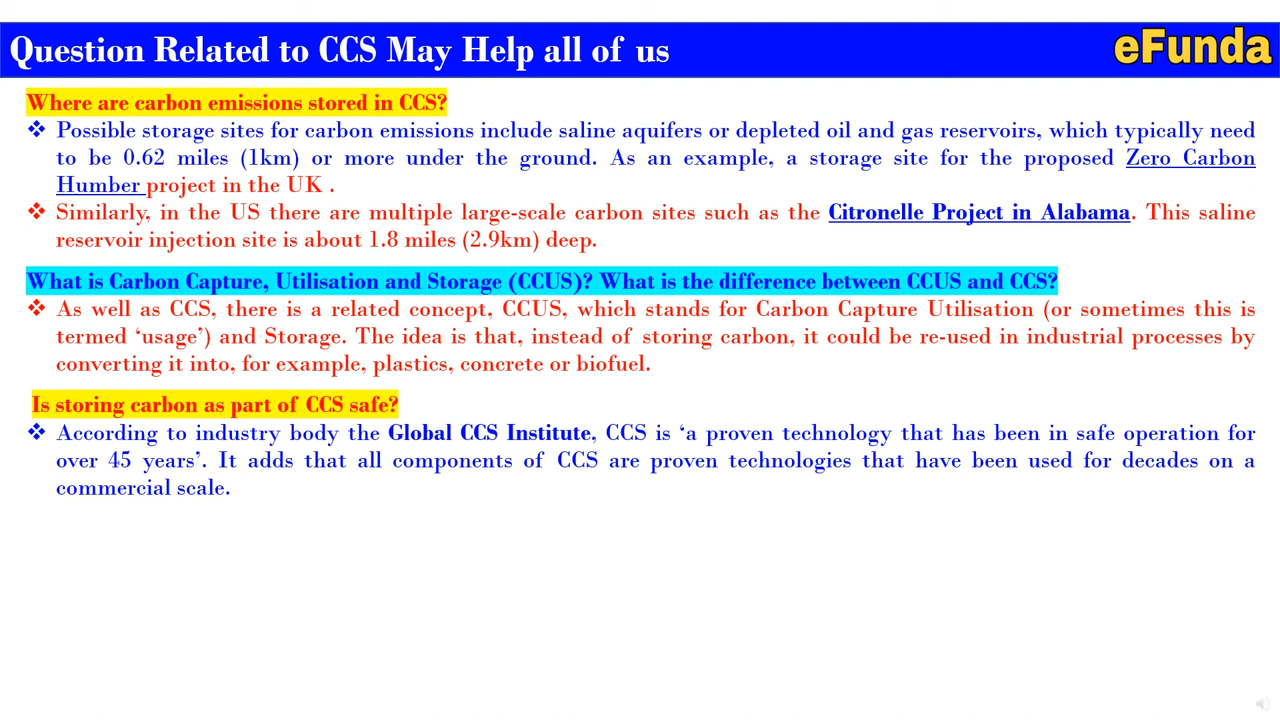 Question Related to CCS May Help all of us
eFunda
Where are carbon emissions stored in CCS?
❖ Possible storage sites for carbon emissions include saline aquifers or depleted oil and gas reservoirs, which typically need
to be 0.62 miles (1km) or more under the ground. As an example, a storage site for the proposed Zero Carbon
Humber project in the UK .
❖ Similarly, in the US there are multiple large-scale carbon sites such as the Citronelle Project in Alabama. This saline
reservoir injection site is about 1.8 miles (2.9km) deep.
What is Carbon Capture, Utilisation and Storage (CCUS)? What is the difference between CCUS and CCS?
❖ As well as CCS, there is a related concept, CCUS, which stands for Carbon Capture Utilisation (or sometimes this is
termed ‘usage’) and Storage. The idea is that, instead of storing carbon, it could be re-used in industrial processes by
converting it into, for example, plastics, concrete or biofuel.
Is storing carbon as part of CCS safe?
❖ According to industry body the Global CCS Institute, CCS is ‘a proven technology that has been in safe operation for
over 45 years’. It adds that all components of CCS are proven technologies that have been used for decades on a
commercial scale.